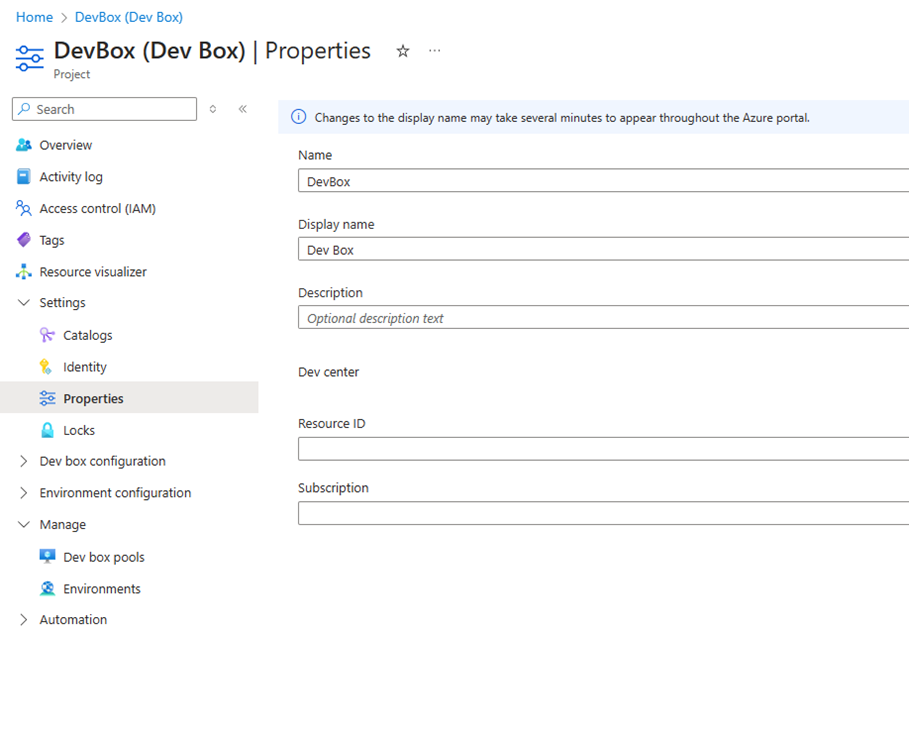 Home > DevBox (Dev Box)
DevBox (Dev Box) | Properties
Project
Search
Overview
Activity log
Access control (IAM)
Tags
Resource visualizer
Settings
Catalogs
Identity
Properties
Locks
Dev box configuration
Environment configuration
Manage
Dev box pools
Environments
Automation
Changes to the display name may take several minutes to appear throughout the Azure portal.
Name
DevBox
Display name
Dev Box
Description
Optional description text
Dev center
Resource ID
Subscription